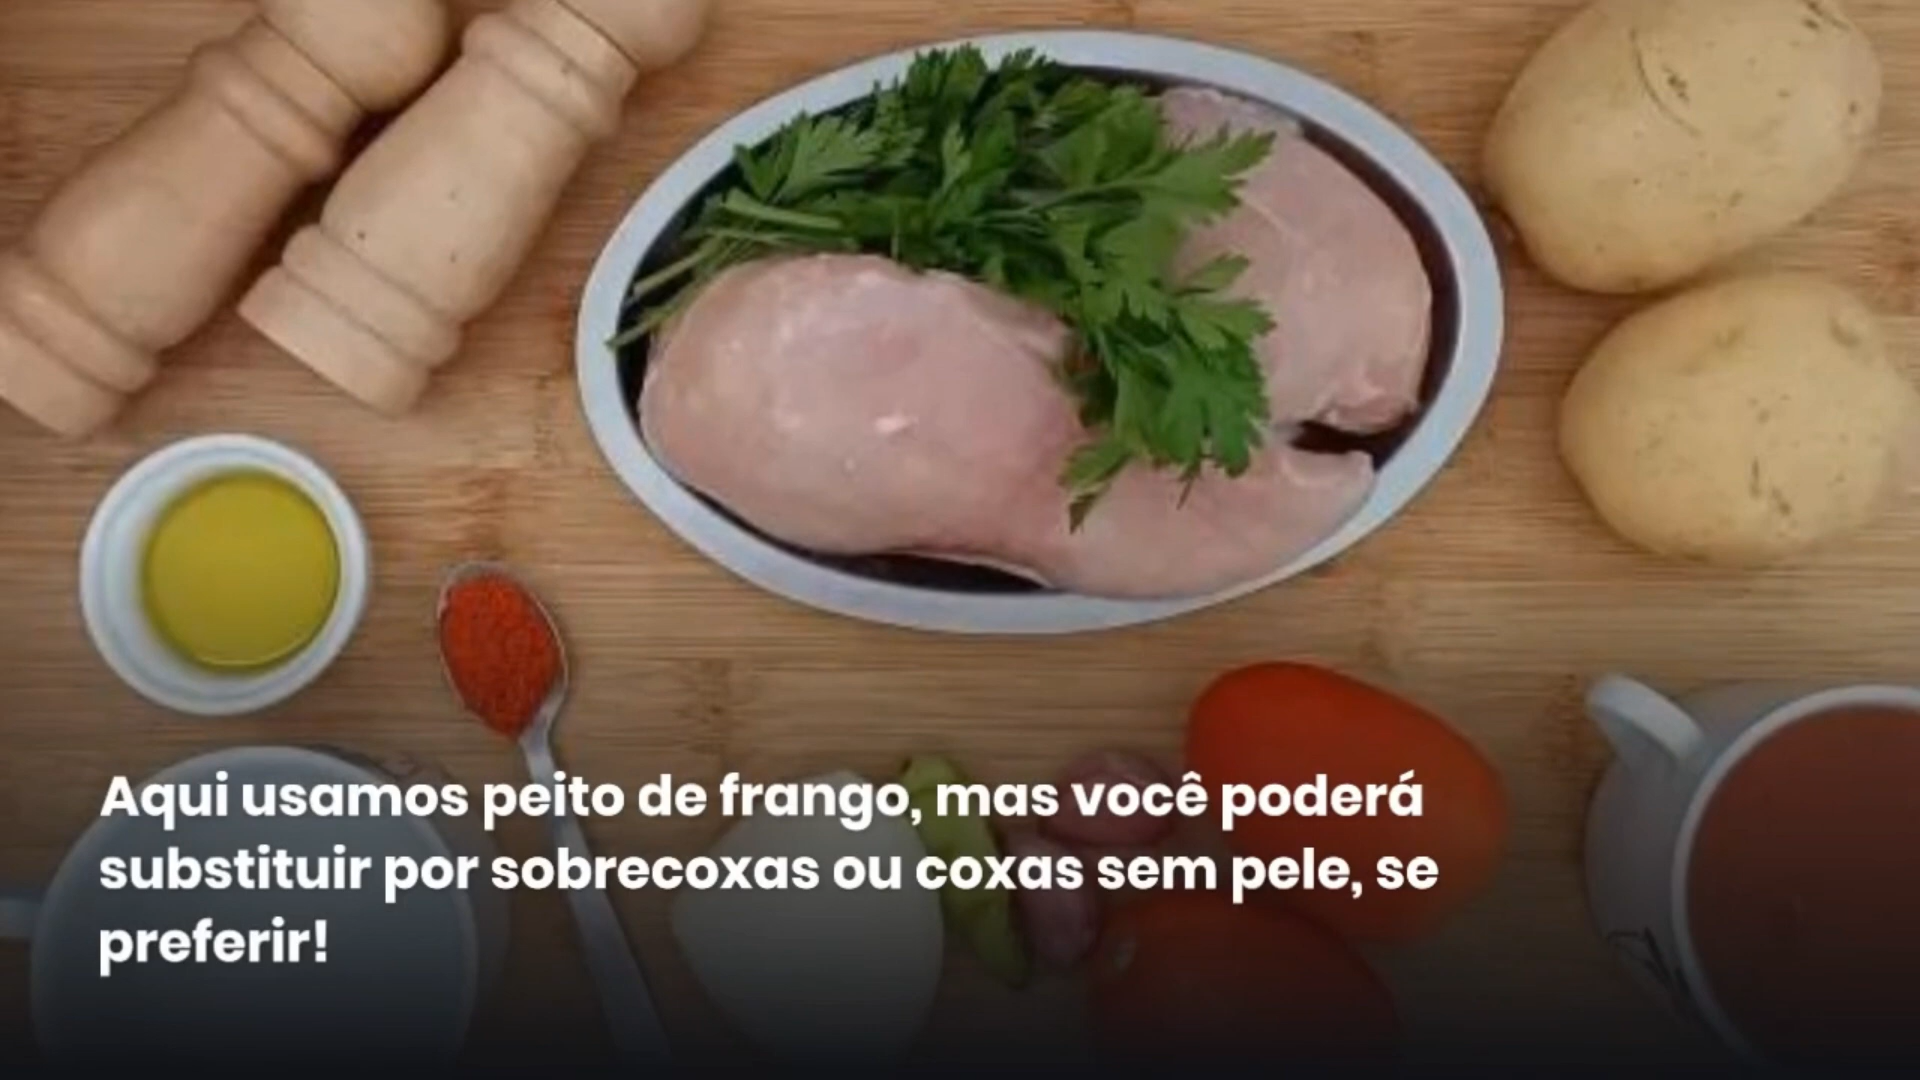 Aqui usamos peito de frango, mas você poderá
substituir por sobrecoxas ou coxas sem pele, se
preferir!